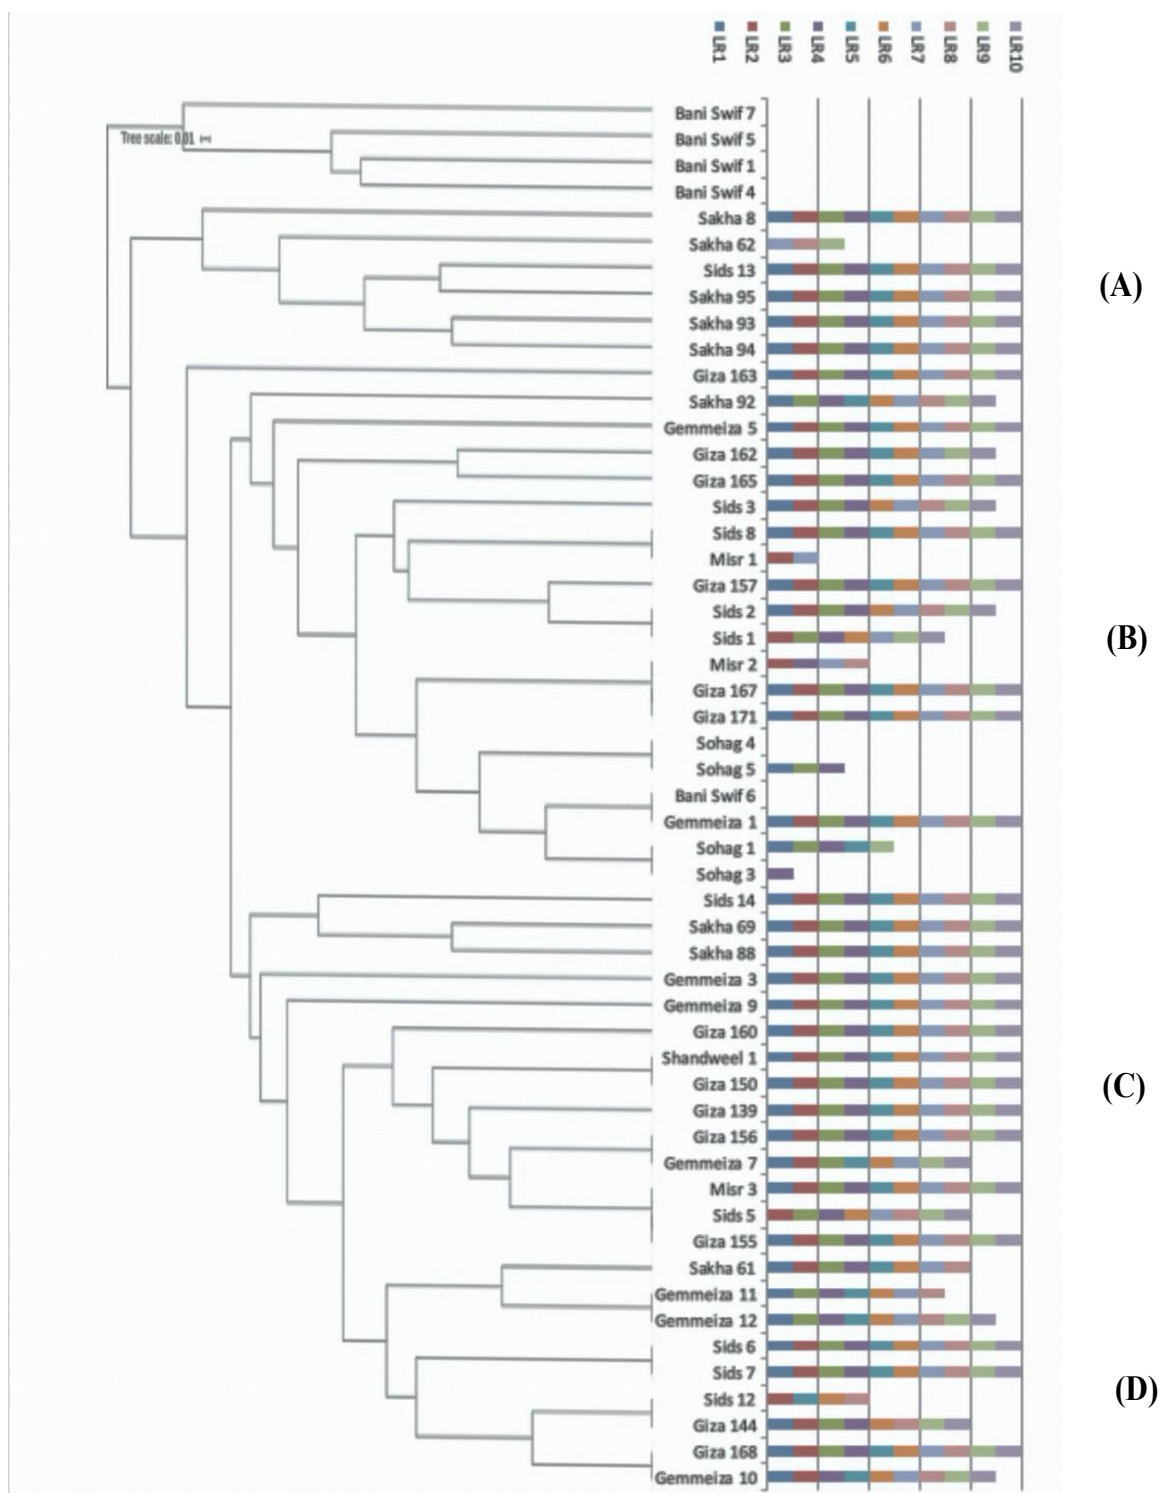 LR1
LR2
LR3
LR4
LR5
LR6
LR7
LR8
LR9
LR10
Tree scale: 0.01
Bani Swif 7
Bani Swif 5
Bani Swif 1
Bani Swif 4
Sakha 8
Sakha 62
Sids 13
(A)
Sakha 95
Sakha 93
Sakha 94
Giza 163
Sakha 92
Gemmeiza 5
Giza 162
Giza 165
Sids 3
Sids 8
Misr 1
Giza 157
Sids 2
Sids 1
(B)
Misr 2
Giza 167
Giza 171
Sohag 4
Sohag 5
Bani Swif 6
Gemmeiza 1
Sohag 1
Sohag 3
Sids 14
Sakha 69
Sakha 88
Gemmeiza 3
Gemmeiza 9
Giza 160
Shandweel 1
Giza 150
(C)
Giza 139
Giza 156
Gemmeiza 7
Misr 3
Sids 5
Giza 155
Sakha 61
Gemmeiza 11
Gemmeiza 12
Sids 6
Sids 7
(D)
Sids 12
Giza 144
Giza 168
Gemmeiza 10